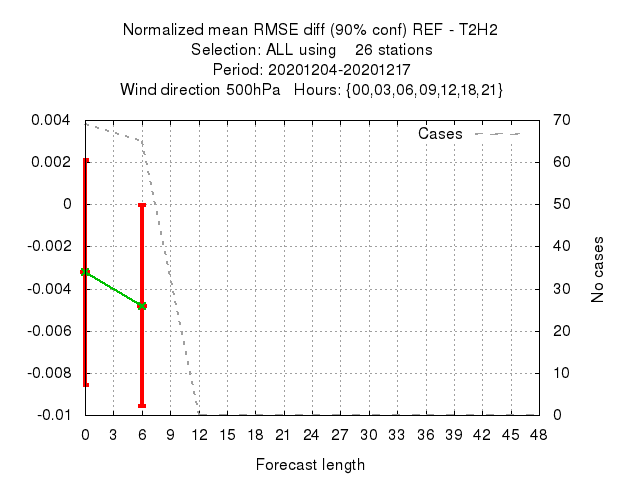 Normalized mean RMSE diff (90% conf) REF - T2H2
Selection: ALL using    26 stations
Period: 20201204-20201217
Wind direction 500hPa   Hours: {00,03,06,09,12,18,21}
0.004
0.002
0
-0.002
-0.004
-0.006
-0.008
-0.01
Cases
70
60
50
40
30
20
10
0
No cases
0 3 6 9 12 15 18 21 24 27 30 33 36 39 42 45 48
Forecast length